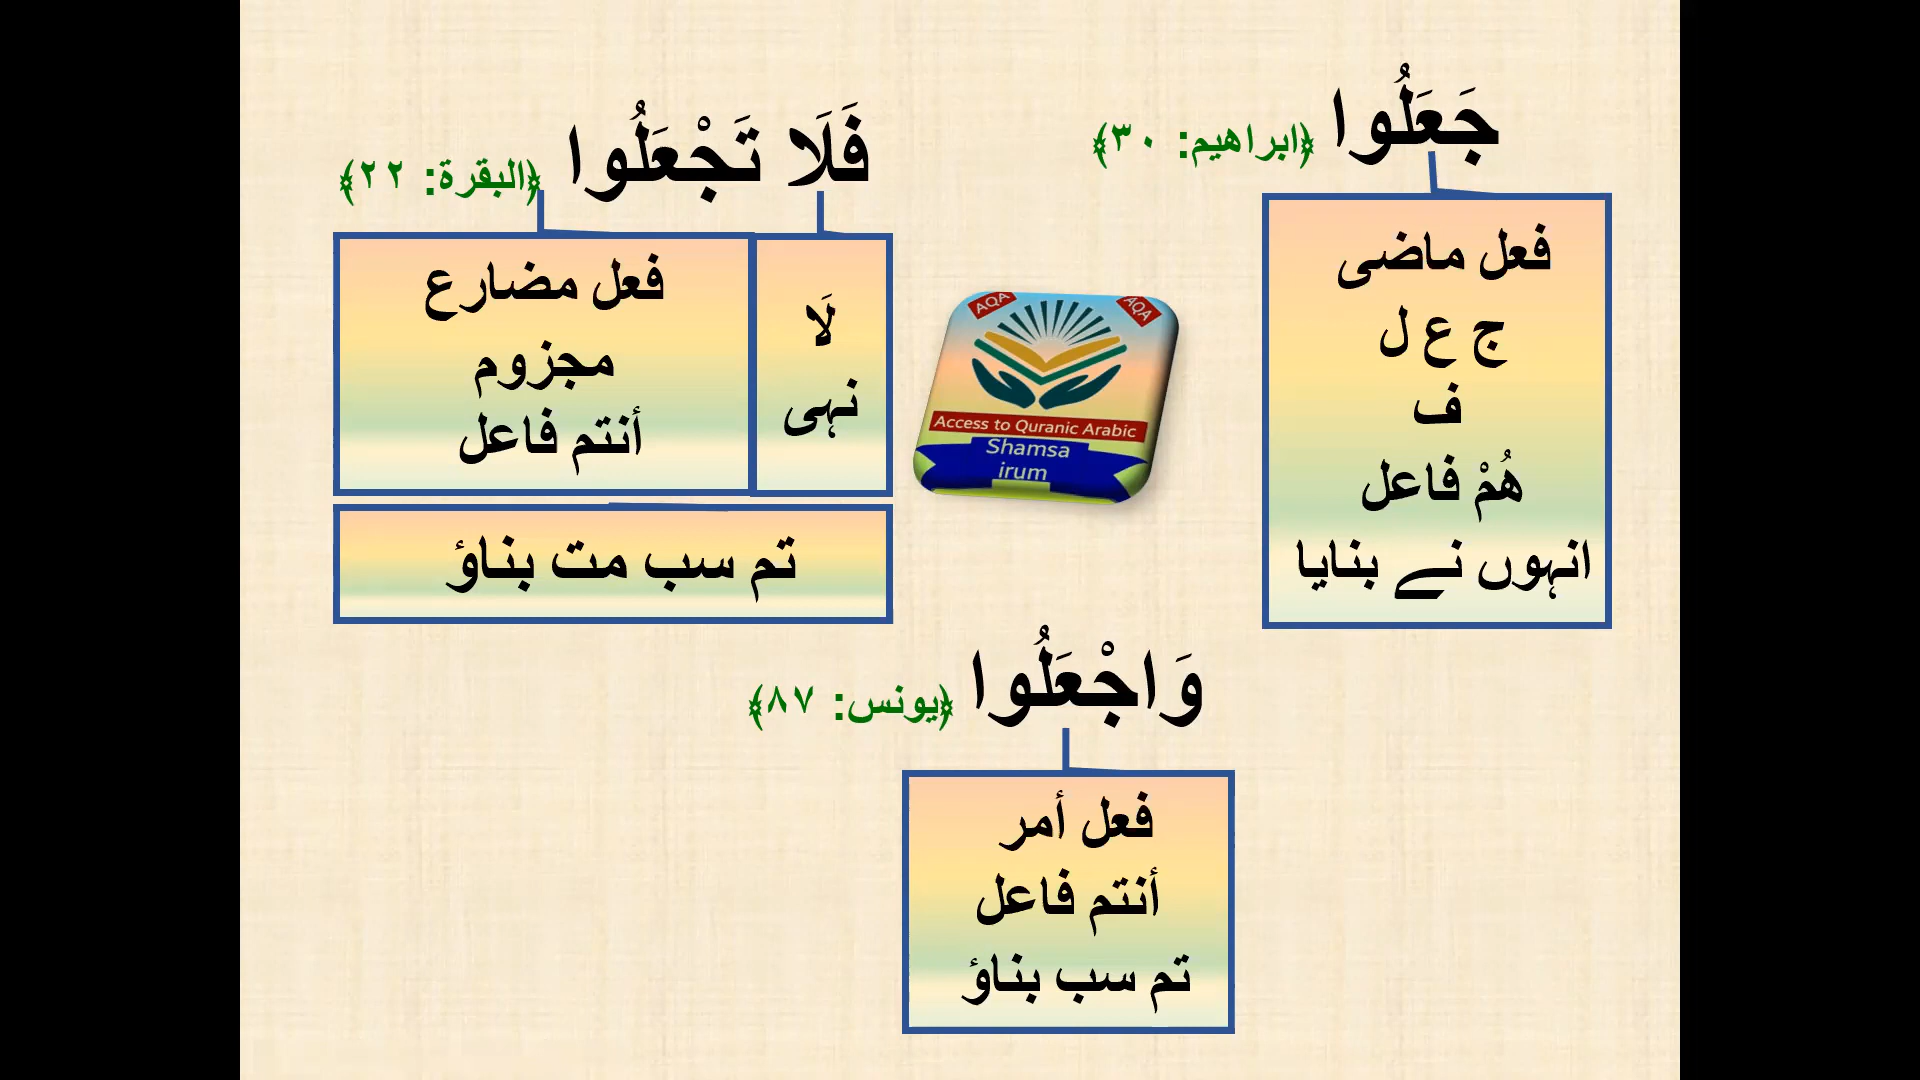 جَعَلُوا ﴿ابراهيم: ٣٠﴾
فعل ماضی
ج ع ل
ف
هُمْ فاعل
انہوں نے بنایا
فَلَا تَجْعَلُوا ﴿البقرة: ٢٢﴾
لَا
نہی
فعل مضارع
مجزوم
أنتم فاعل
تم سب مت بناؤ
AQA
AQA
Access to Quranic Arabic
Shamsa
irum
وَاجْعَلُوا ﴿يونس: ٨٧﴾
فعل أمر
أنتم فاعل
تم سب بناؤ